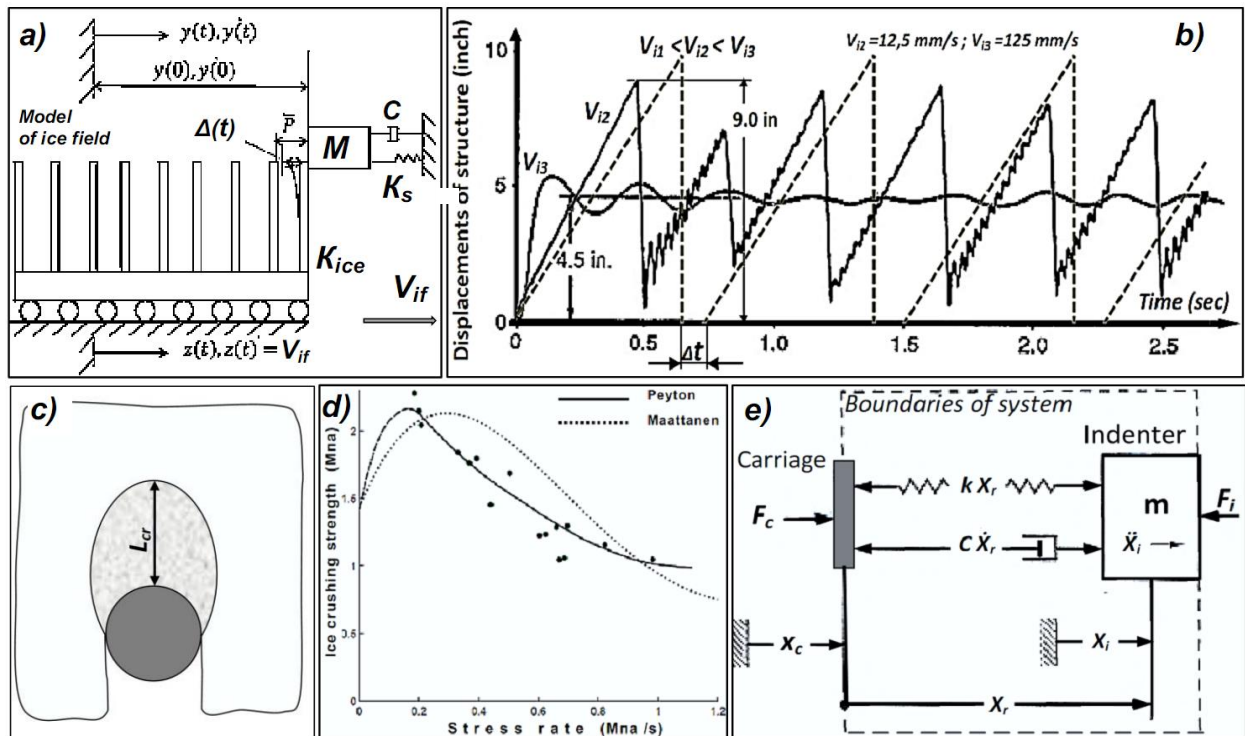 a)
y(t), ẏ(t)
y(0), ẏ(0)
Model
of ice field
Δ(t)
P̄
M
C
Ks
Kice
Vif
z(t), ż(t) = Vif
b)
Displacements of structure (inch)
10
5
0
Vi1 < Vi2 < Vi3
Vi2 =12,5 mm/s ; Vi3 =125 mm/s
Vi2
Vi3
9.0 in
4.5 in.
Time (sec)
0 0.5 1.0 1.5 2.0 2.5
Δt
c)
Lcr
d)
Peyton
Maattanen
Ice crushing strength (Mna)
2
1.6
1
3.6
0
0 0.2 0.4 0.6 0.8 1 1.2
Stress rate (Mna/s)
e)
Boundaries of system
Indenter
Carriage
k Xr
m
Fc
Fi
C Ẋr
Ẍi
Xc
Xi
Xr